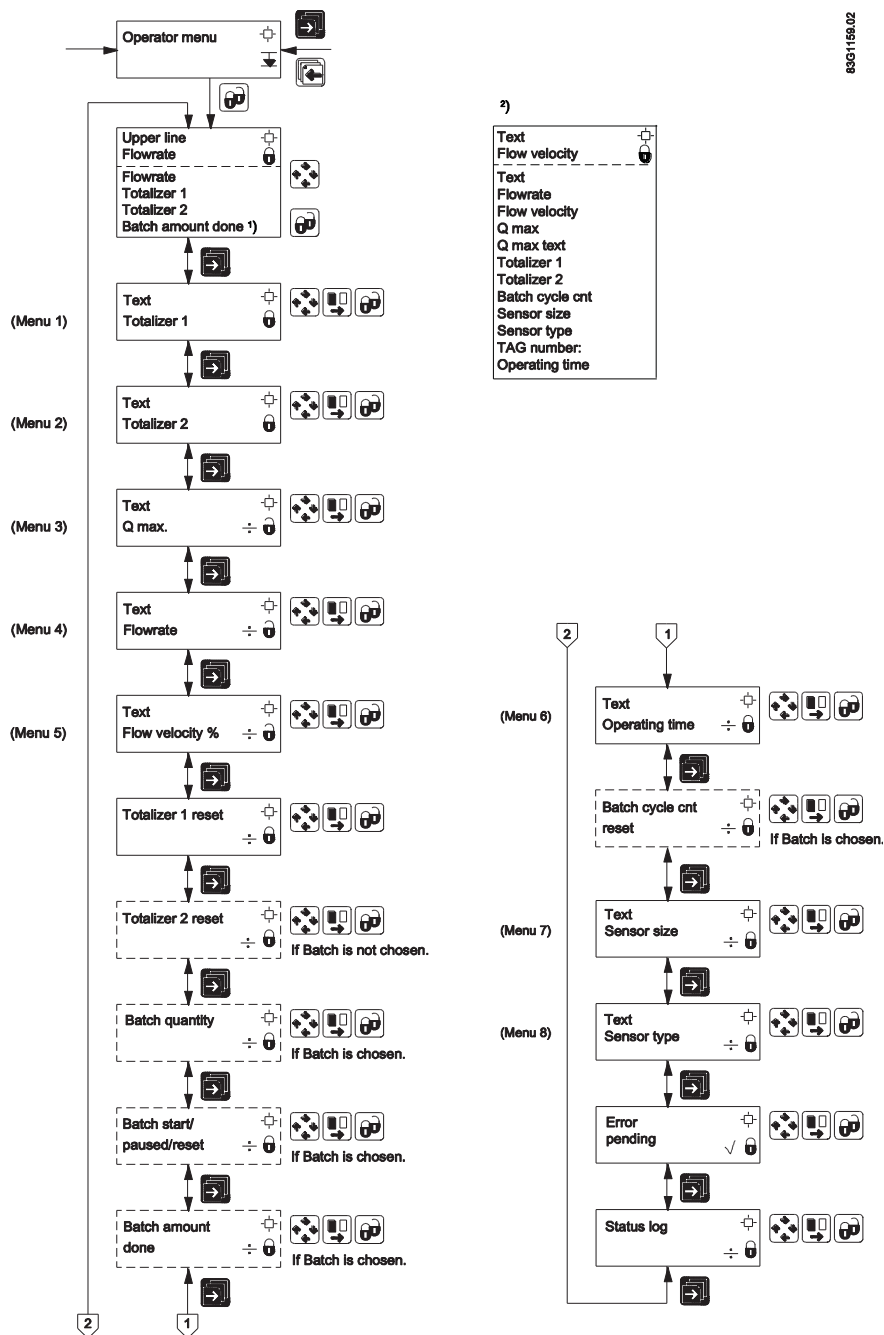 83G1159.02
Operator menu
Upper line
Flowrate
Flowrate
Totalizer 1
Totalizer 2
Batch amount done ¹)
(Menu 1)
Text
Totalizer 1
(Menu 2)
Text
Totalizer 2
(Menu 3)
Text
Q max.
(Menu 4)
Text
Flowrate
(Menu 5)
Text
Flow velocity %
Totalizer 1 reset
Totalizer 2 reset
If Batch is not chosen.
Batch quantity
If Batch is chosen.
Batch start/
paused/reset
If Batch is chosen.
Batch amount
done
If Batch is chosen.
2
1
²)
Text
Flow velocity
Text
Flowrate
Flow velocity
Q max
Q max text
Totalizer 1
Totalizer 2
Batch cycle cnt
Sensor size
Sensor type
TAG number:
Operating time
2
1
(Menu 6)
Text
Operating time
Batch cycle cnt
reset
If Batch is chosen.
(Menu 7)
Text
Sensor size
(Menu 8)
Text
Sensor type
Error
pending
Status log